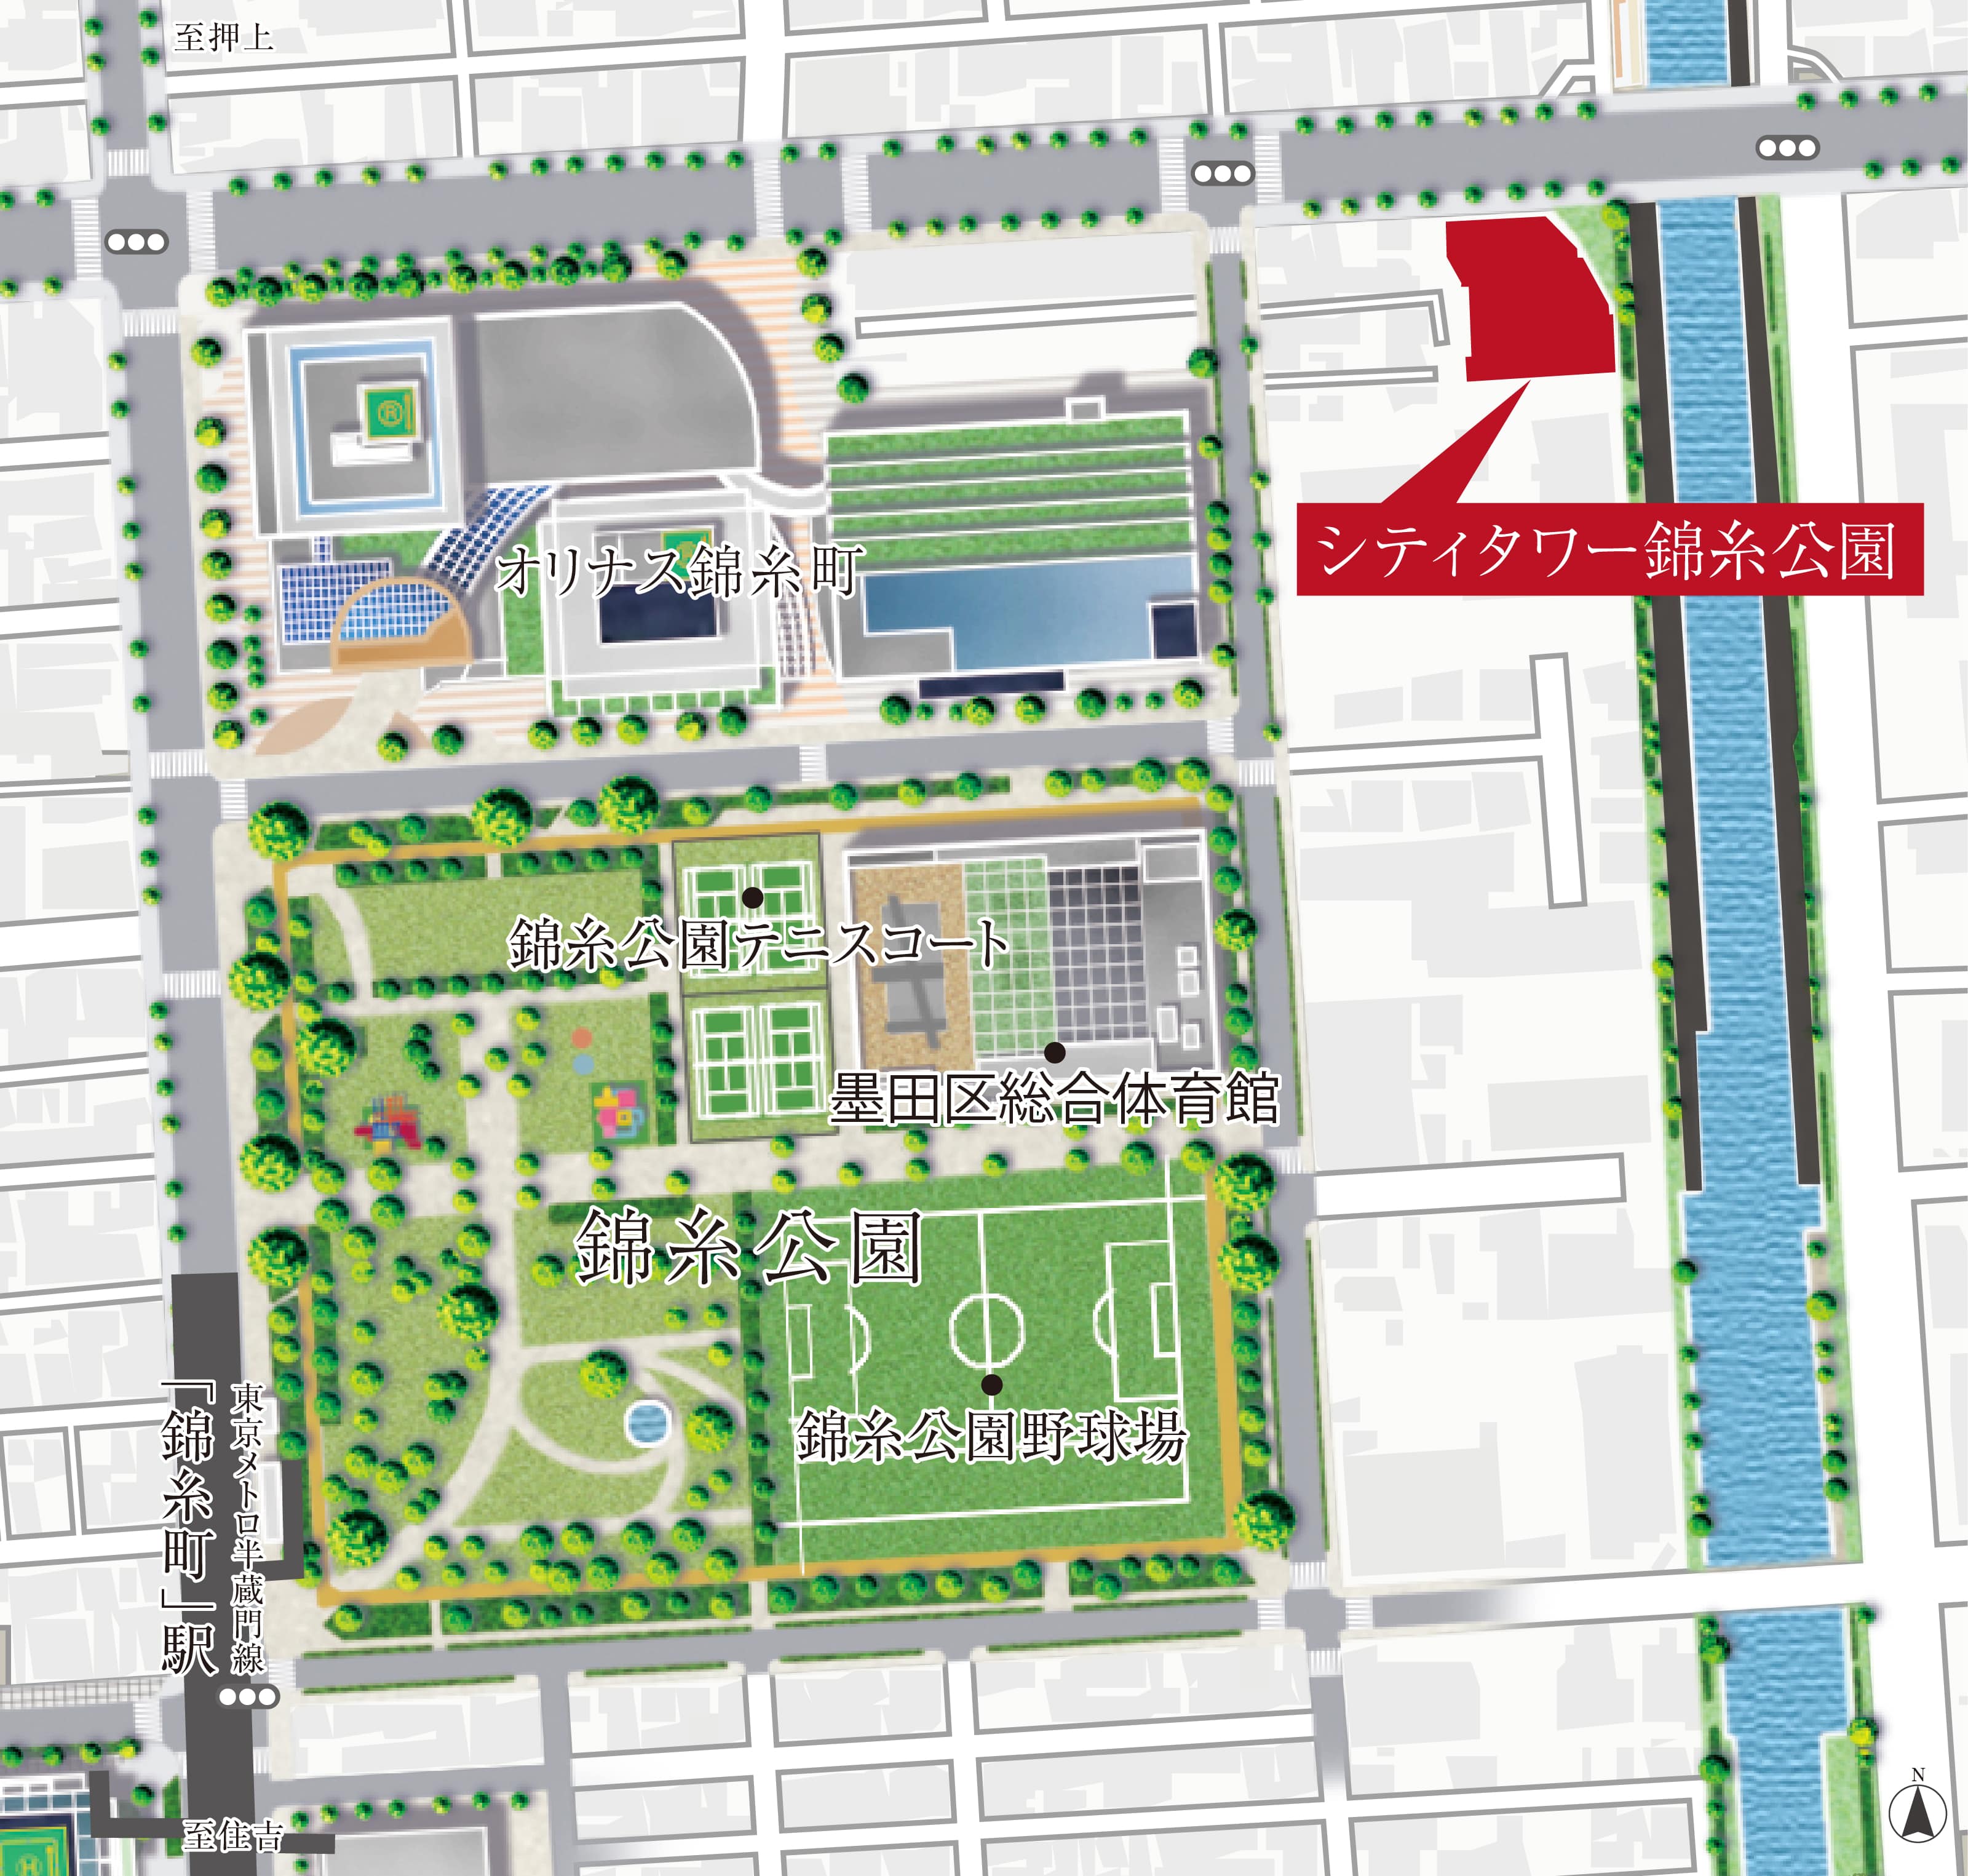 至押上
シティタワー錦糸公園
オリナス錦糸町
錦糸公園テニスコート
墨田区総合体育館
錦糸公園
錦糸公園野球場
東京メトロ半蔵門線
「錦糸町」駅
至住吉
N
R
H